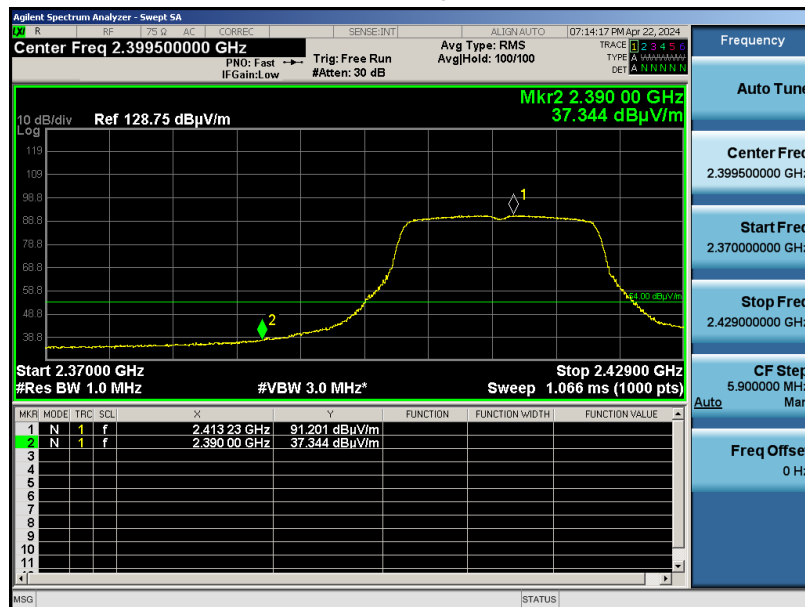 Agilent Spectrum Analyzer - Swept SA
LXI R RF 75 Ω AC CORREC SENSE:INT ALIGN AUTO 07:14:17 PM Apr 22, 2024
Center Freq 2.399500000 GHz
PNO: Fast
IFGain:Low
Trig: Free Run
#Atten: 30 dB
Avg Type: RMS
Avg|Hold: 100/100
TRACE 1 2 3 4 5 6
TYPE A WWWWW
DET A N N N N N
Mkr2 2.390 00 GHz
37.344 dBµV/m
10 dB/div Ref 128.75 dBµV/m
Log
119
109
98.8
88.8
78.8
68.8
58.8
48.8
38.8
1
2
54.00 dBµV/m
Start 2.37000 GHz Stop 2.42900 GHz
#Res BW 1.0 MHz #VBW 3.0 MHz* Sweep 1.066 ms (1000 pts)
MKR MODE TRC SCL X Y FUNCTION FUNCTION WIDTH FUNCTION VALUE
1 N 1 f 2.413 23 GHz 91.201 dBµV/m
2 N 1 f 2.390 00 GHz 37.344 dBµV/m
3
4
5
6
7
8
9
10
11
MSG STATUS
Frequency
Auto Tune
Center Freq
2.399500000 GHz
Start Freq
2.370000000 GHz
Stop Freq
2.429000000 GHz
CF Step
5.900000 MHz
Auto Man
Freq Offset
0 Hz